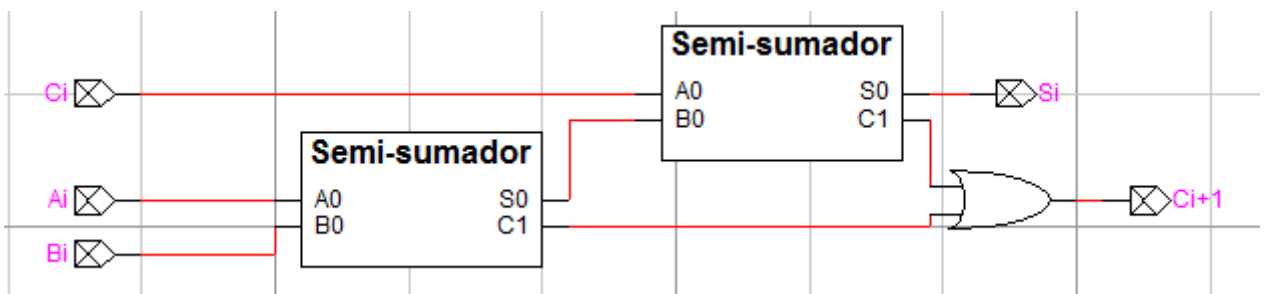 Semi-sumador
Ci
A0
S0
Si
B0
C1
Semi-sumador
Ai
A0
S0
Ci+1
B0
C1
Bi